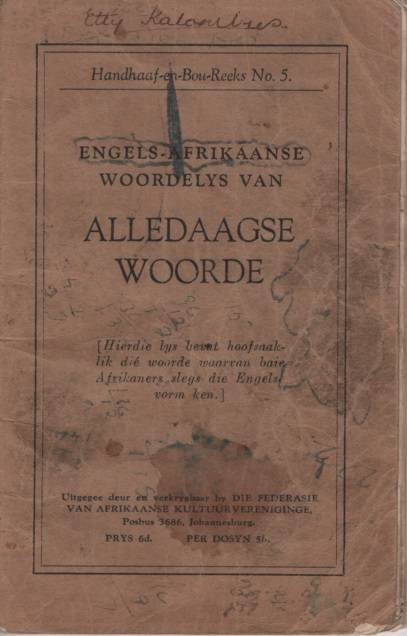 Etty
Handhaaf-en-Bou-Reeks No. 5.
ENGELS-AFRIKAANSE
WOORDELYS VAN
ALLEDAAGSE
WOORDE
[Hierdie lys bevat hoofsaak-
lik dié woorde waarvan baie
Afrikaners slegs die Engelse
vorm ken.]
Uitgegee deur en verkrygbaar by DIE FEDERASIE
VAN AFRIKAANSE KULTUURVERENIGINGE,
Posbus 3686, Johannesburg.
PRYS 6d. PER DOSYN 5/-.